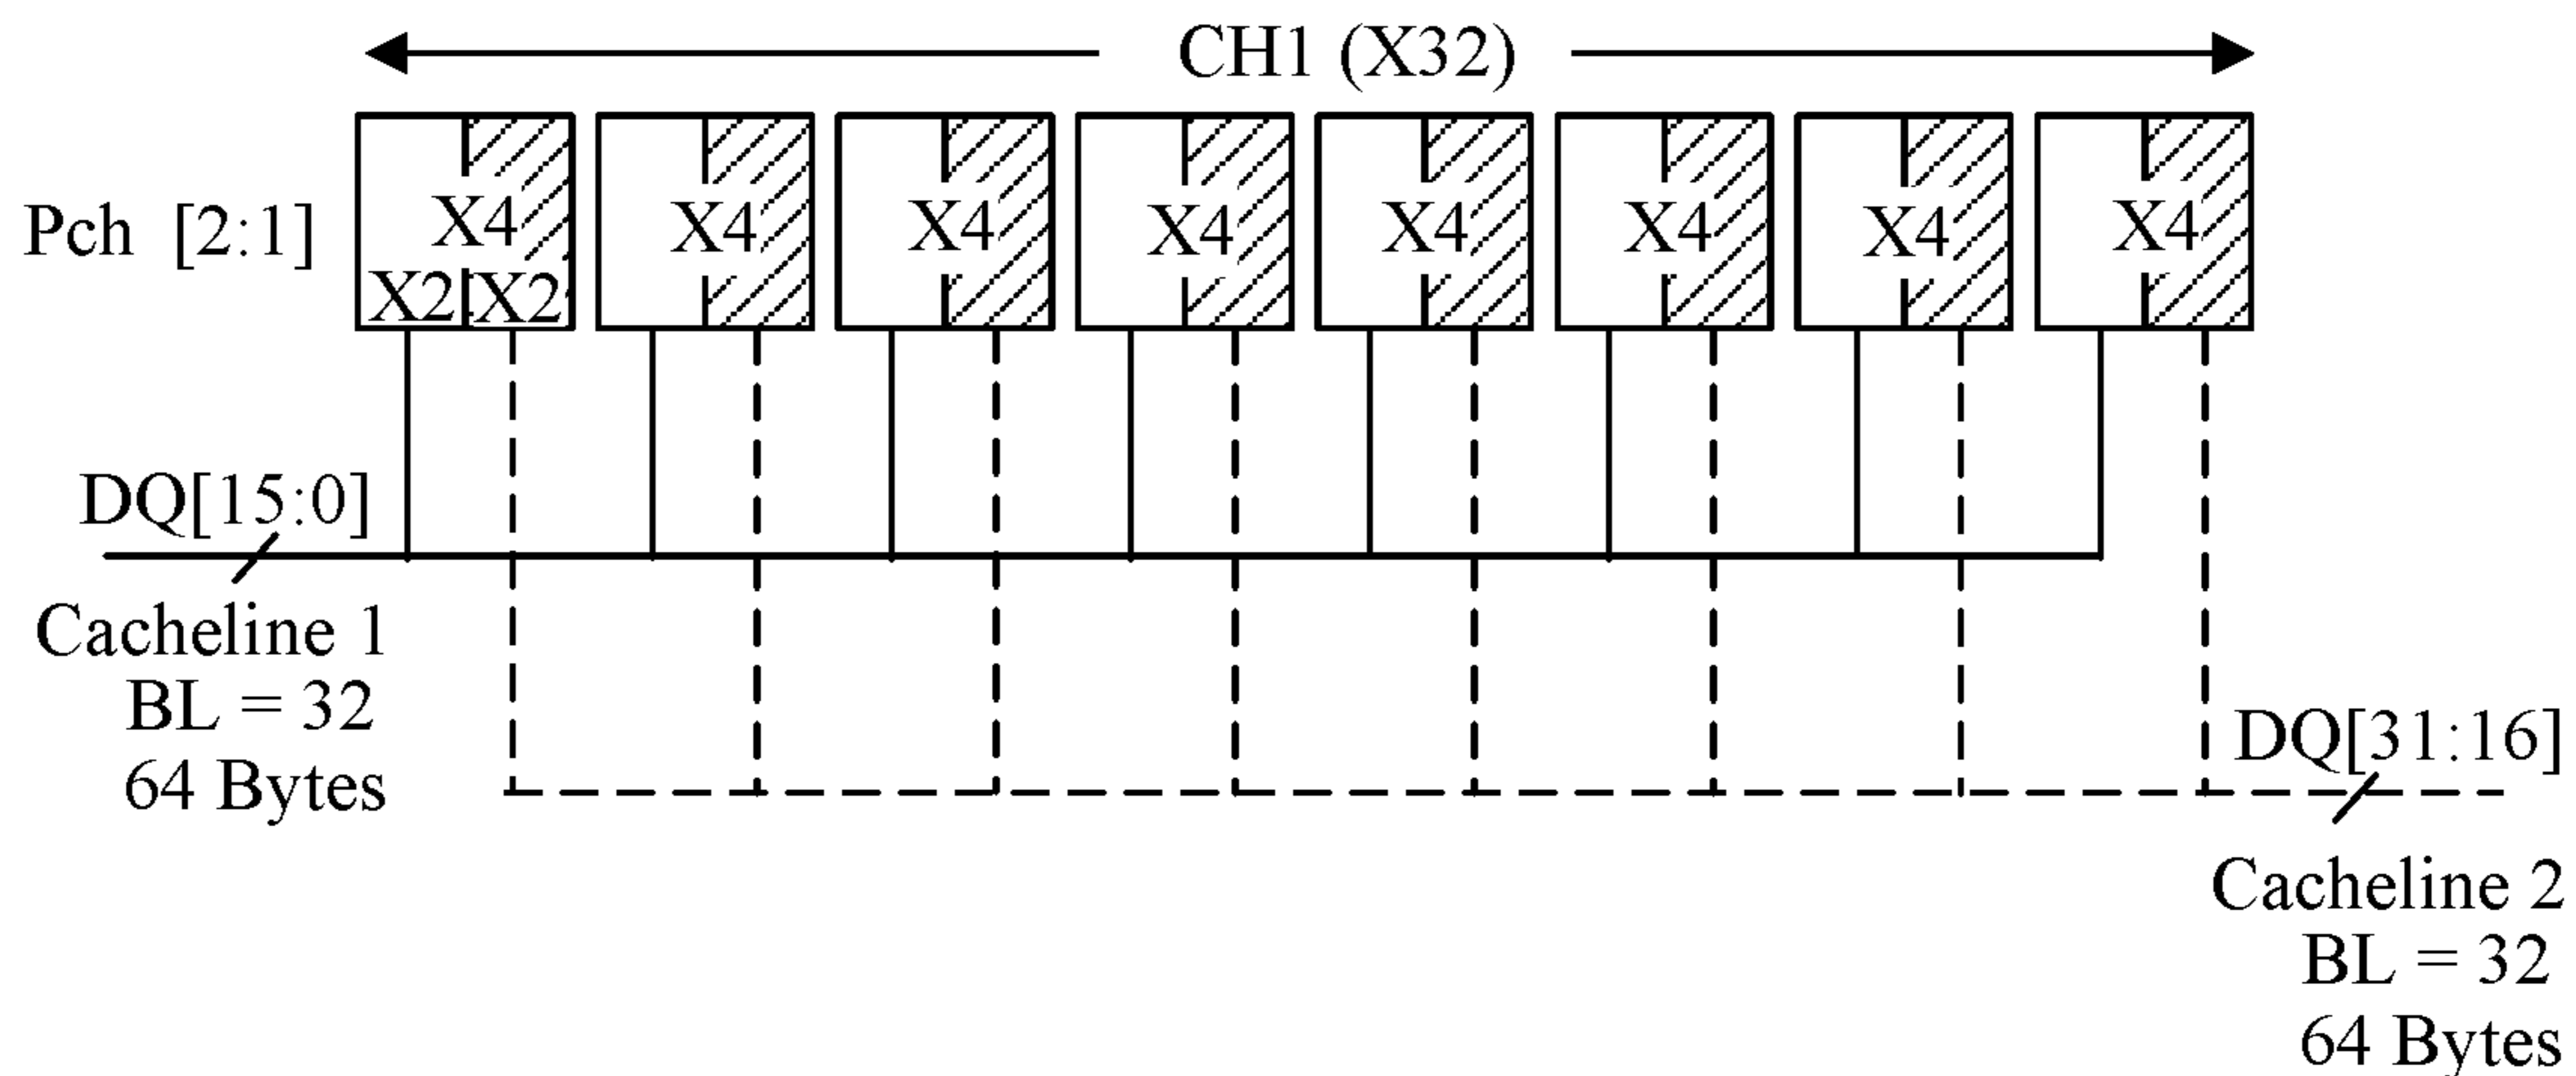 CH1 (X32)
Pch [2:1]
X4 X4 X4 X4 X4 X4 X4 X4
X2 X2
DQ[15:0]
Cacheline 1
BL = 32
64 Bytes
DQ[31:16]
Cacheline 2
BL = 32
64 Bytes